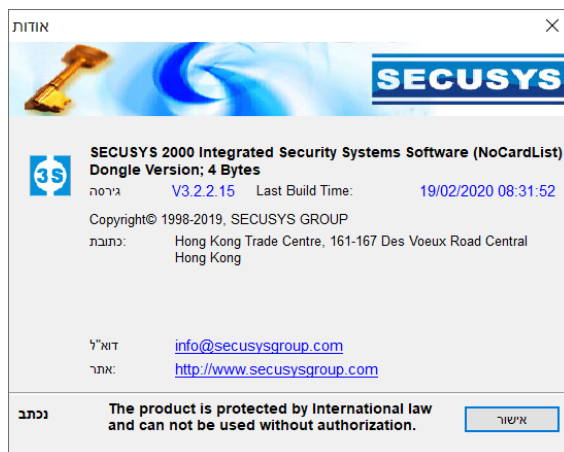 אודות
SECUSYS
3S
SECUSYS 2000 Integrated Security Systems Software (NoCardList)
Dongle Version; 4 Bytes
גירסה V3.2.2.15 Last Build Time: 19/02/2020 08:31:52
Copyright© 1998-2019, SECUSYS GROUP
כתובת: Hong Kong Trade Centre, 161-167 Des Voeux Road Central
Hong Kong
דוא"ל info@secusysgroup.com
אתר: http://www.secusysgroup.com
נכתב The product is protected by International law
and can not be used without authorization.
אישור